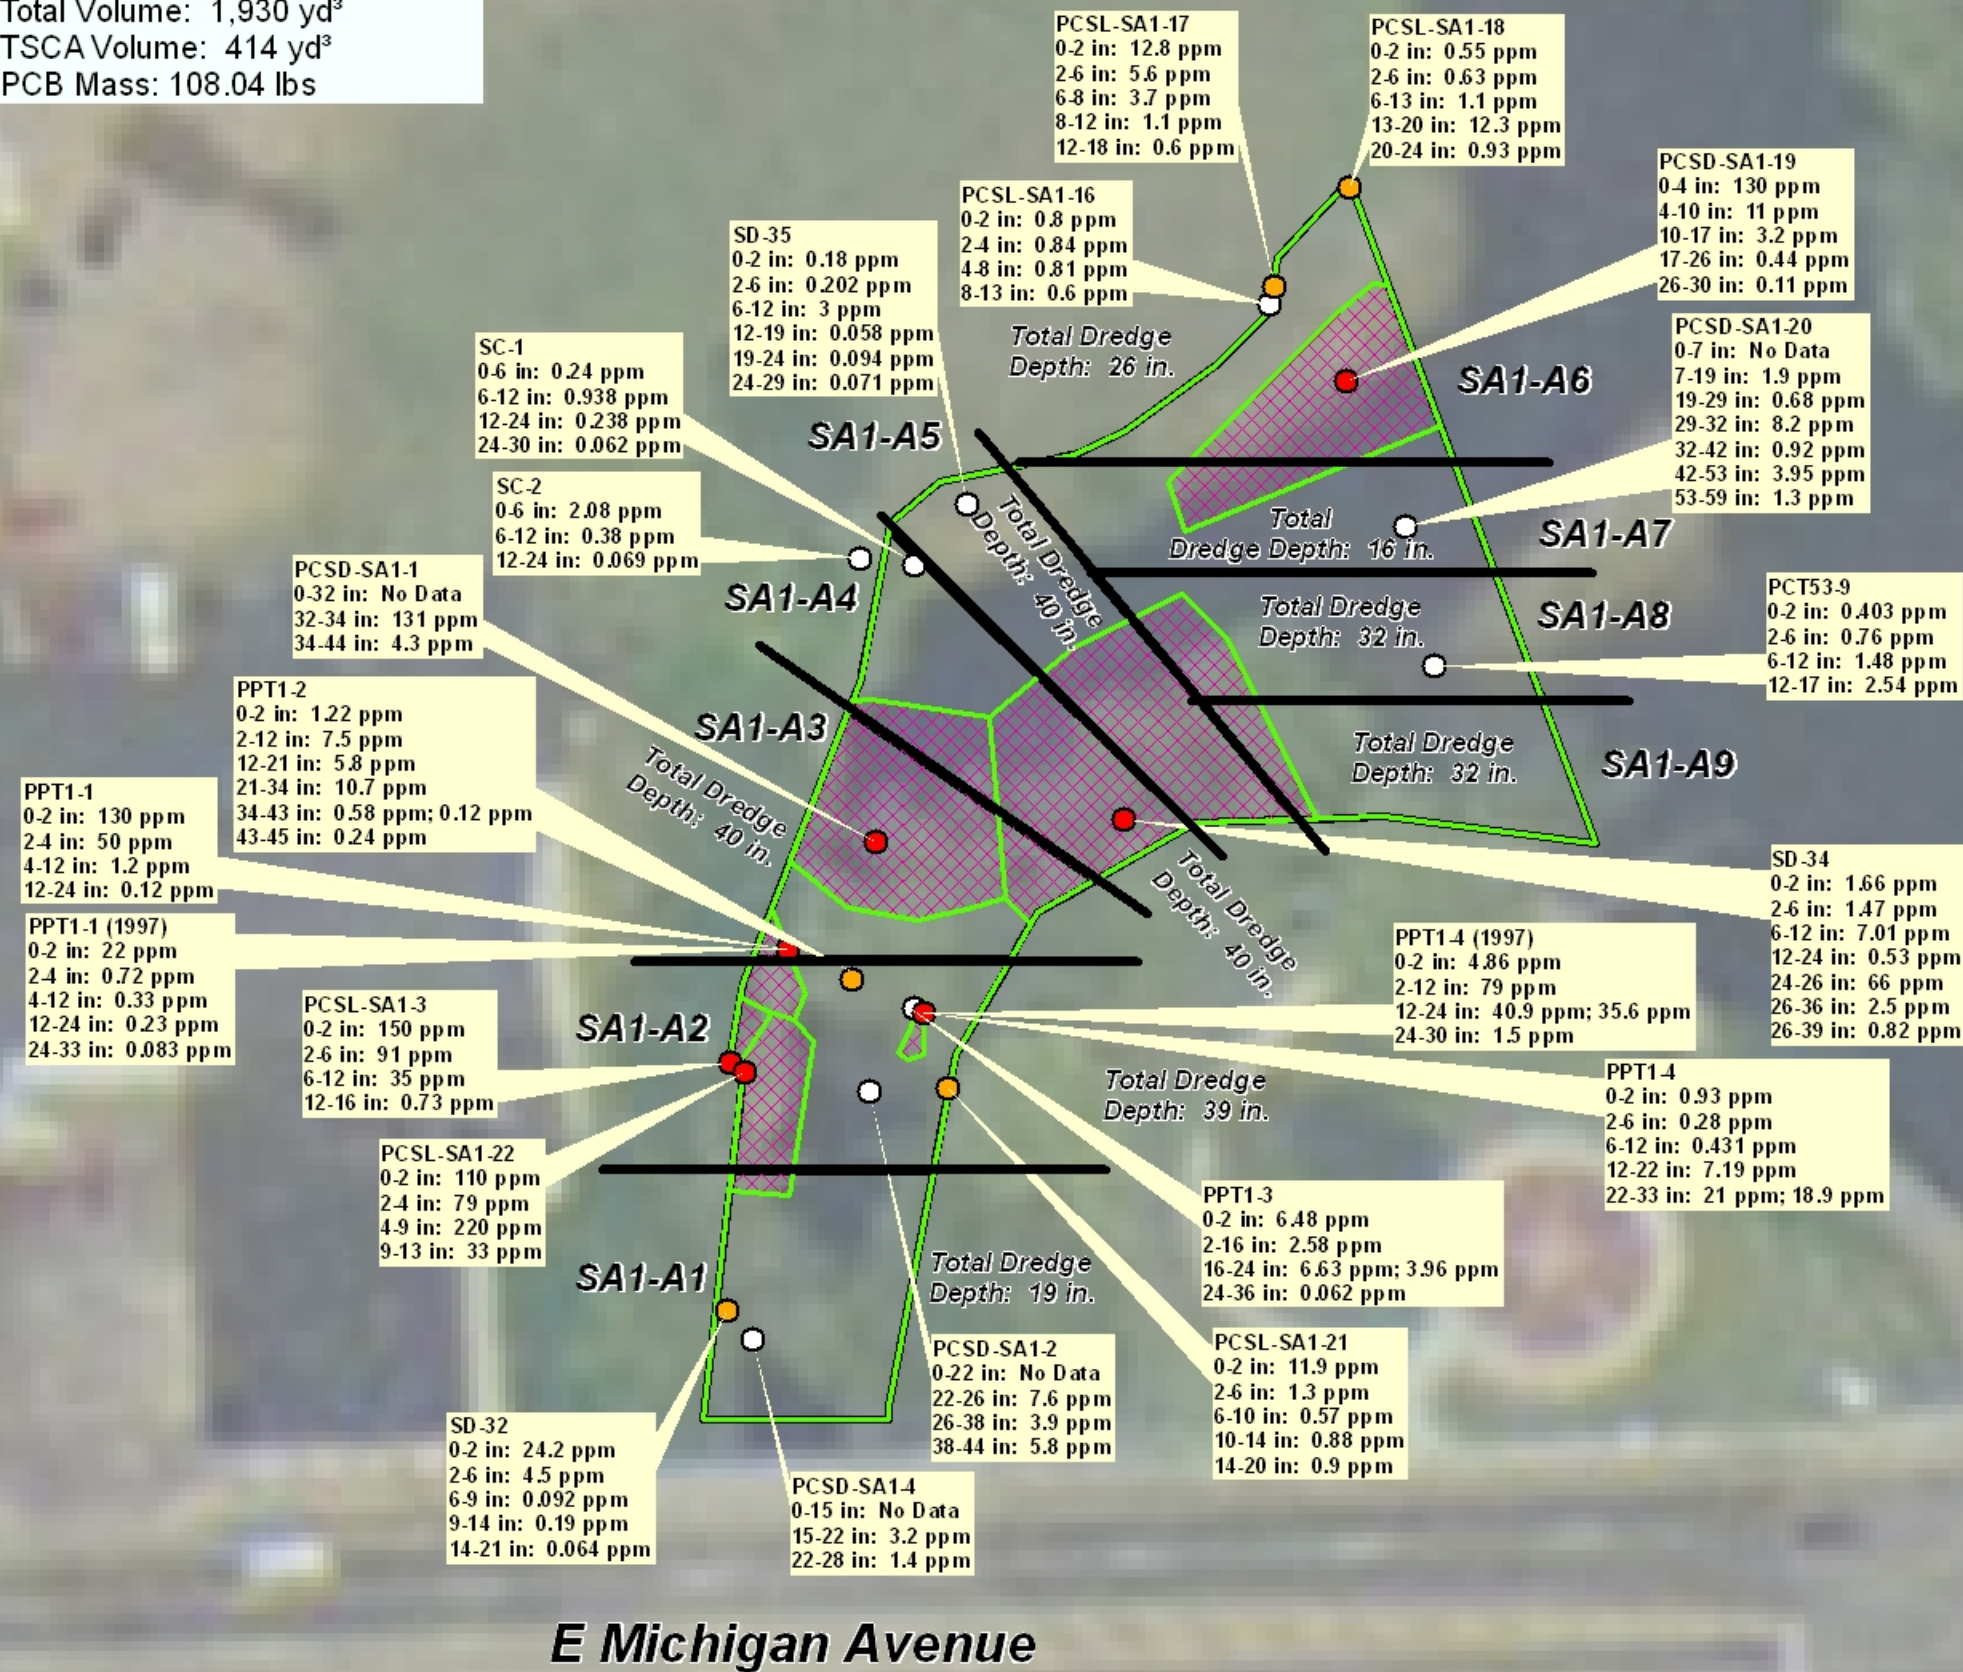 Total Volume: 1,930 yd³
TSCA Volume: 414 yd³
PCB Mass: 108.04 lbs
PCSL-SA1-17
0-2 in: 12.8 ppm
2-6 in: 5.6 ppm
6-8 in: 3.7 ppm
8-12 in: 1.1 ppm
12-18 in: 0.6 ppm
PCSL-SA1-18
0-2 in: 0.55 ppm
2-6 in: 0.63 ppm
6-13 in: 1.1 ppm
13-20 in: 12.3 ppm
20-24 in: 0.93 ppm
PCSD-SA1-19
0-4 in: 130 ppm
4-10 in: 11 ppm
10-17 in: 3.2 ppm
17-26 in: 0.44 ppm
26-30 in: 0.11 ppm
PCSL-SA1-16
0-2 in: 0.8 ppm
2-4 in: 0.84 ppm
4-8 in: 0.81 ppm
8-13 in: 0.6 ppm
SD-35
0-2 in: 0.18 ppm
2-6 in: 0.202 ppm
6-12 in: 3 ppm
12-19 in: 0.058 ppm
19-24 in: 0.094 ppm
24-29 in: 0.071 ppm
Total Dredge
Depth: 26 in.
PCSD-SA1-20
0-7 in: No Data
7-19 in: 1.9 ppm
19-29 in: 0.68 ppm
29-32 in: 8.2 ppm
32-42 in: 0.92 ppm
42-53 in: 3.95 ppm
53-59 in: 1.3 ppm
SC-1
0-6 in: 0.24 ppm
6-12 in: 0.938 ppm
12-24 in: 0.238 ppm
24-30 in: 0.062 ppm
SA1-A6
SA1-A5
SC-2
0-6 in: 2.08 ppm
6-12 in: 0.38 ppm
12-24 in: 0.069 ppm
Total Dredge
Depth: 40 in.
Total
Dredge Depth: 16 in.
SA1-A7
PCSD-SA1-1
0-32 in: No Data
32-34 in: 131 ppm
34-44 in: 4.3 ppm
SA1-A4
Total Dredge
Depth: 32 in.
SA1-A8
PCT53-9
0-2 in: 0.403 ppm
2-6 in: 0.76 ppm
6-12 in: 1.48 ppm
12-17 in: 2.54 ppm
PPT1-2
0-2 in: 1.22 ppm
2-12 in: 7.5 ppm
12-21 in: 5.8 ppm
21-34 in: 10.7 ppm
34-43 in: 0.58 ppm; 0.12 ppm
43-45 in: 0.24 ppm
SA1-A3
Total Dredge
Depth: 40 in.
Total Dredge
Depth: 32 in.
SA1-A9
PPT1-1
0-2 in: 130 ppm
2-4 in: 50 ppm
4-12 in: 1.2 ppm
12-24 in: 0.12 ppm
Total Dredge
Depth: 40 in.
SD-34
0-2 in: 1.66 ppm
2-6 in: 1.47 ppm
6-12 in: 7.01 ppm
12-24 in: 0.53 ppm
24-26 in: 66 ppm
26-36 in: 2.5 ppm
26-39 in: 0.82 ppm
PPT1-1 (1997)
0-2 in: 22 ppm
2-4 in: 0.72 ppm
4-12 in: 0.33 ppm
12-24 in: 0.23 ppm
24-33 in: 0.083 ppm
PPT1-4 (1997)
0-2 in: 4.86 ppm
2-12 in: 79 ppm
12-24 in: 40.9 ppm; 35.6 ppm
24-30 in: 1.5 ppm
PCSL-SA1-3
0-2 in: 150 ppm
2-6 in: 91 ppm
6-12 in: 35 ppm
12-16 in: 0.73 ppm
SA1-A2
Total Dredge
Depth: 39 in.
PPT1-4
0-2 in: 0.93 ppm
2-6 in: 0.28 ppm
6-12 in: 0.431 ppm
12-22 in: 7.19 ppm
22-33 in: 21 ppm; 18.9 ppm
PCSL-SA1-22
0-2 in: 110 ppm
2-4 in: 79 ppm
4-9 in: 220 ppm
9-13 in: 33 ppm
PPT1-3
0-2 in: 6.48 ppm
2-16 in: 2.58 ppm
16-24 in: 6.63 ppm; 3.96 ppm
24-36 in: 0.062 ppm
SA1-A1
Total Dredge
Depth: 19 in.
PCSD-SA1-2
0-22 in: No Data
22-26 in: 7.6 ppm
26-38 in: 3.9 ppm
38-44 in: 5.8 ppm
PCSL-SA1-21
0-2 in: 11.9 ppm
2-6 in: 1.3 ppm
6-10 in: 0.57 ppm
10-14 in: 0.88 ppm
14-20 in: 0.9 ppm
SD-32
0-2 in: 24.2 ppm
2-6 in: 4.5 ppm
6-9 in: 0.092 ppm
9-14 in: 0.19 ppm
14-21 in: 0.064 ppm
PCSD-SA1-4
0-15 in: No Data
15-22 in: 3.2 ppm
22-28 in: 1.4 ppm
E Michigan Avenue